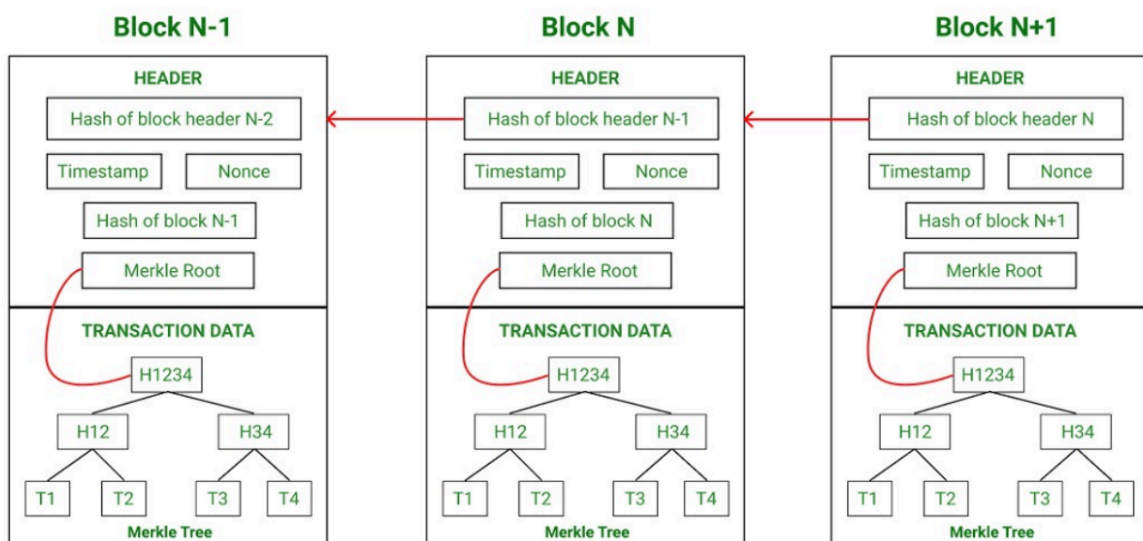 Block N-1
HEADER
Hash of block header N-2
Timestamp
Nonce
Hash of block N-1
Merkle Root
TRANSACTION DATA
H1234
H12
H34
T1
T2
T3
T4
Merkle Tree
Block N
HEADER
Hash of block header N-1
Timestamp
Nonce
Hash of block N
Merkle Root
TRANSACTION DATA
H1234
H12
H34
T1
T2
T3
T4
Merkle Tree
Block N+1
HEADER
Hash of block header N
Timestamp
Nonce
Hash of block N+1
Merkle Root
TRANSACTION DATA
H1234
H12
H34
T1
T2
T3
T4
Merkle Tree